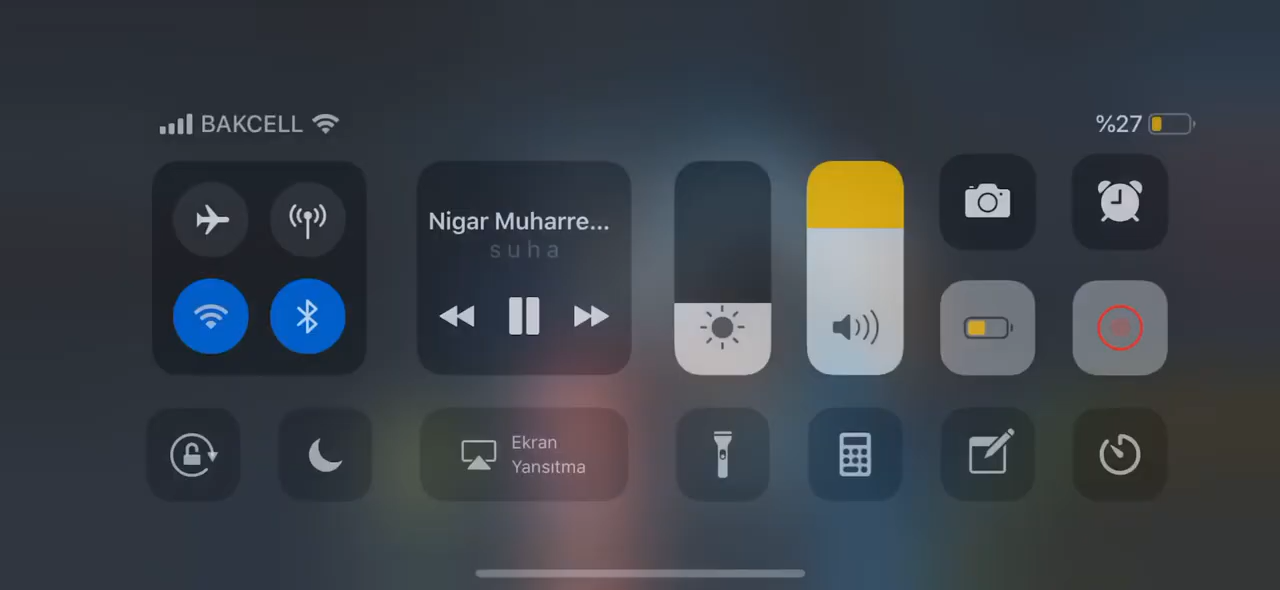 BAKCELL
%27
Nigar Muharre...
suha
Ekran
Yansıtma